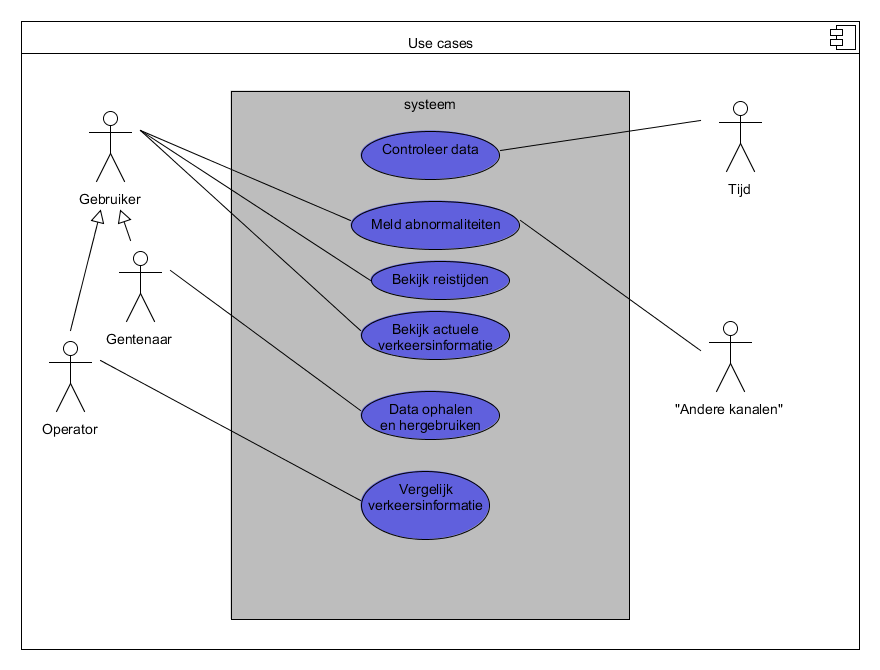 Use cases
systeem
Controleer data
Meld abnormaliteiten
Bekijk reistijden
Bekijk actuele
verkeersinformatie
Data ophalen
en hergebruiken
Vergelijk
verkeersinformatie
Gebruiker
Gentenaar
Operator
Tijd
"Andere kanalen"